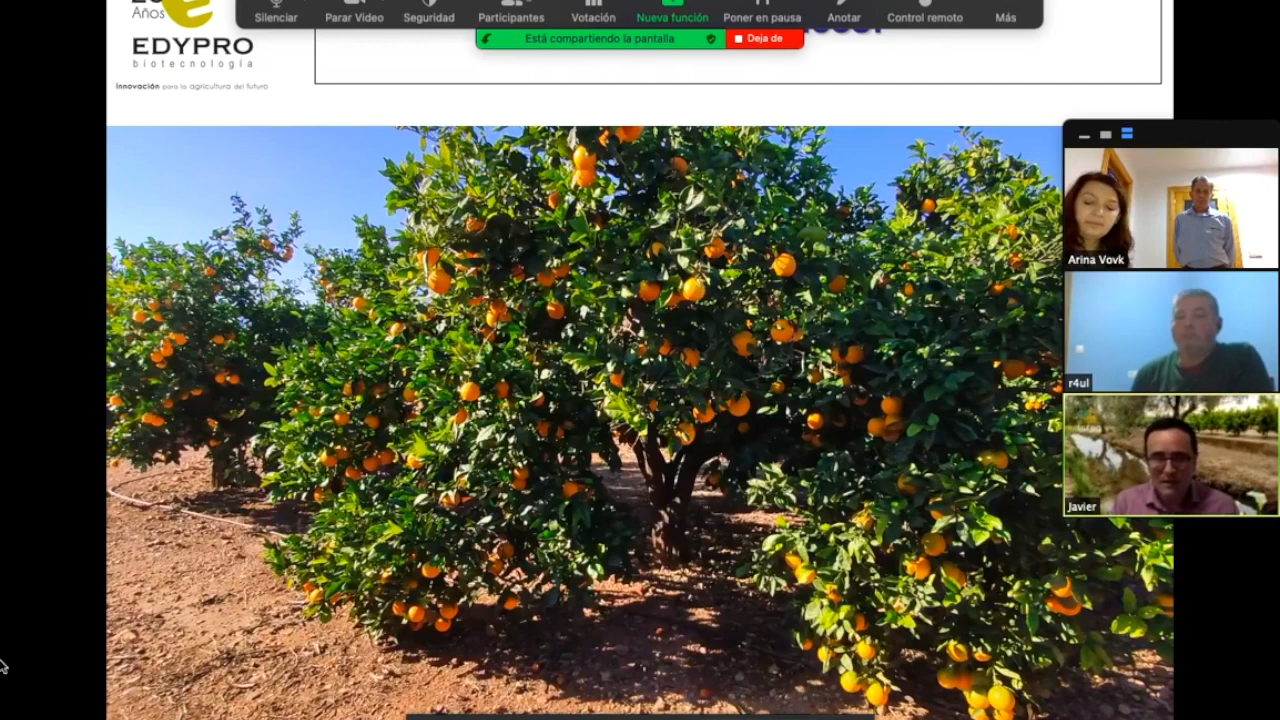 Años
EDYPRO
biotecnología
Innovación para la agricultura del futuro
Silenciar
Parar Video
Seguridad
Participantes
Votación
Nueva función
Poner en pausa
Anotar
Control remoto
Más
Está compartiendo la pantalla
Deja de
Arina Vovk
r4ul
Javier